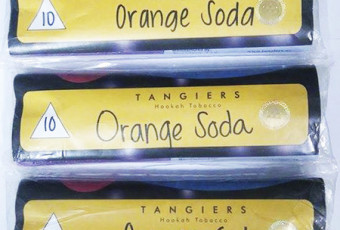 10
Orange Soda
TANGIERS
Hookah Tobacco
10
Orange Soda
TANGIERS
Hookah Tobacco